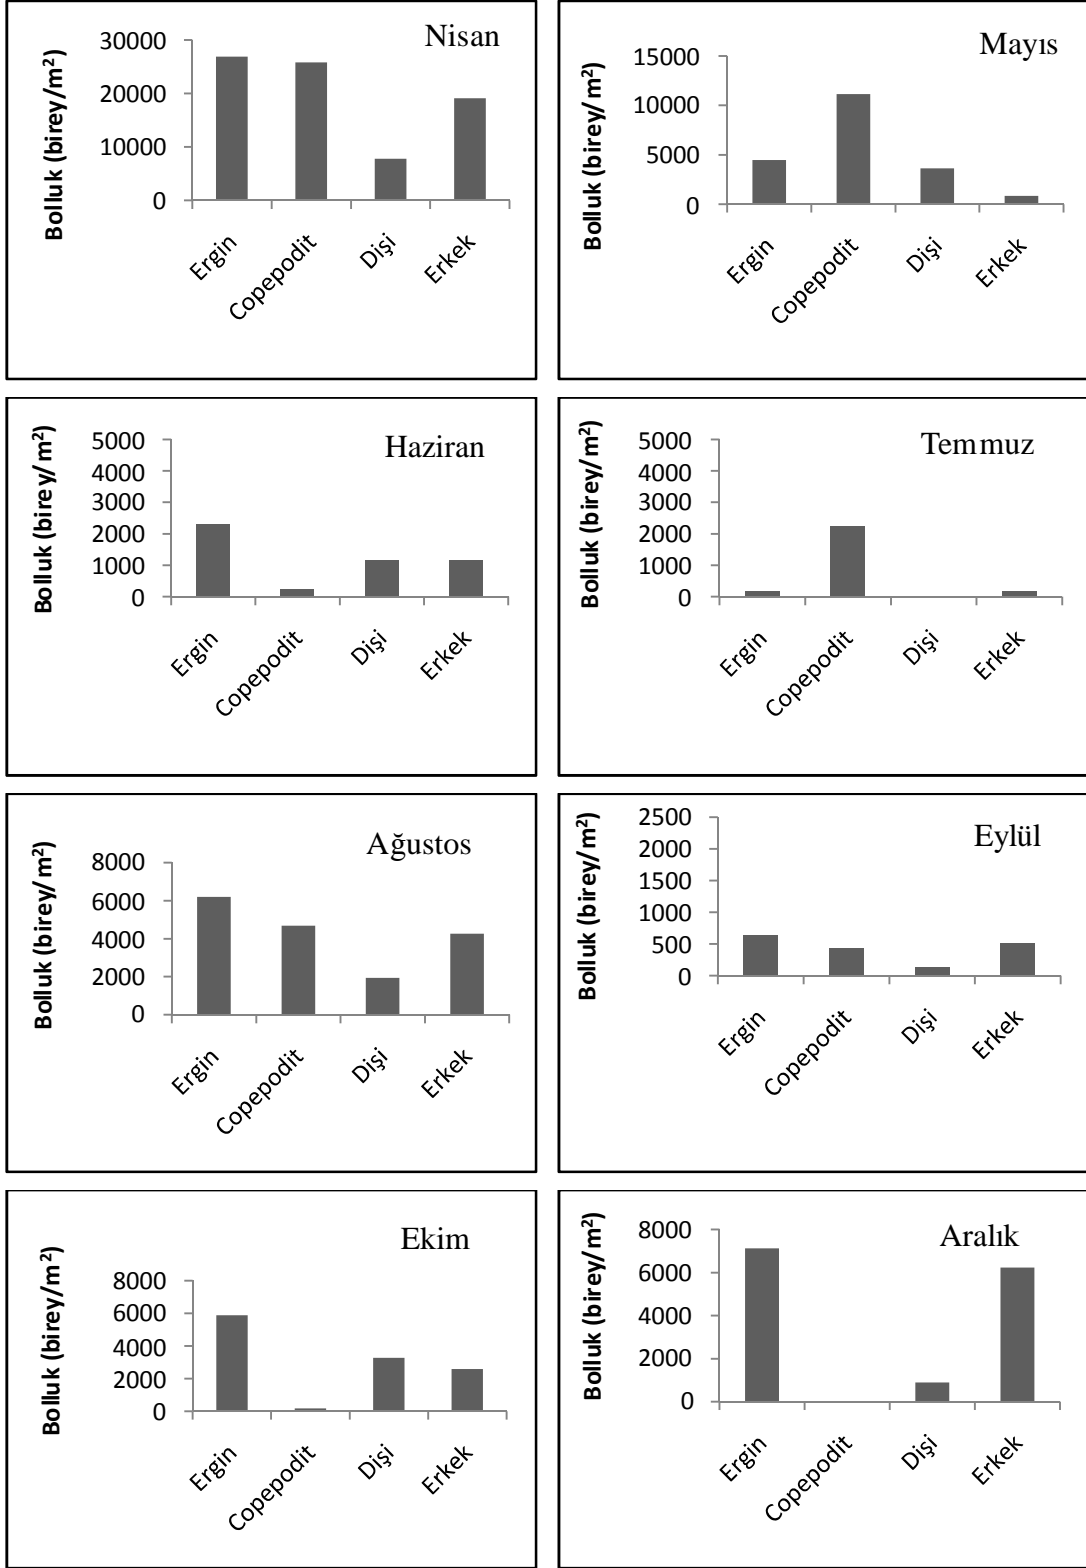 Nisan
Bolluk (birey/m²)
30000
20000
10000
0
Ergin
Copepodit
Dişi
Erkek
Mayıs
Bolluk (birey/m²)
15000
10000
5000
0
Ergin
Copepodit
Dişi
Erkek
Haziran
Bolluk (birey/m²)
5000
4000
3000
2000
1000
0
Ergin
Copepodit
Dişi
Erkek
Temmuz
Bolluk (birey/m²)
5000
4000
3000
2000
1000
0
Ergin
Copepodit
Dişi
Erkek
Ağustos
Bolluk (birey/m²)
8000
6000
4000
2000
0
Ergin
Copepodit
Dişi
Erkek
Eylül
Bolluk (birey/m²)
2500
2000
1500
1000
500
0
Ergin
Copepodit
Dişi
Erkek
Ekim
Bolluk (birey/m²)
8000
6000
4000
2000
0
Ergin
Copepodit
Dişi
Erkek
Aralık
Bolluk (birey/m²)
8000
6000
4000
2000
0
Ergin
Copepodit
Dişi
Erkek